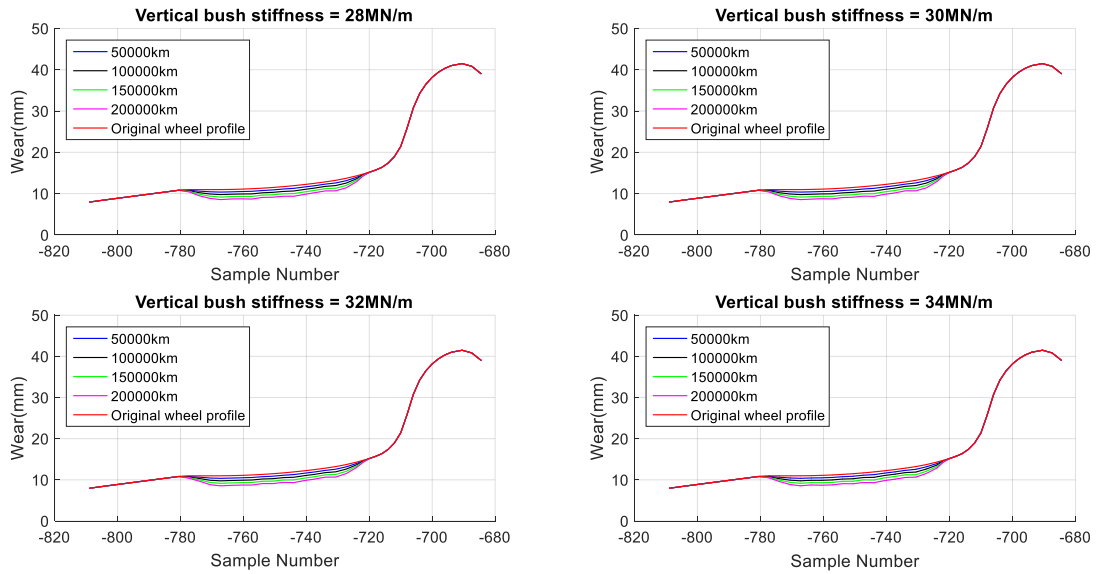 Vertical bush stiffness = 28MN/m
50
40
30
20
10
0
Wear(mm)
50000km
100000km
150000km
200000km
Original wheel profile
-820 -800 -780 -760 -740 -720 -700 -680
Sample Number
Vertical bush stiffness = 30MN/m
50
40
30
20
10
0
Wear(mm)
50000km
100000km
150000km
200000km
Original wheel profile
-820 -800 -780 -760 -740 -720 -700 -680
Sample Number
Vertical bush stiffness = 32MN/m
50
40
30
20
10
0
Wear(mm)
50000km
100000km
150000km
200000km
Original wheel profile
-820 -800 -780 -760 -740 -720 -700 -680
Sample Number
Vertical bush stiffness = 34MN/m
50
40
30
20
10
0
Wear(mm)
50000km
100000km
150000km
200000km
Original wheel profile
-820 -800 -780 -760 -740 -720 -700 -680
Sample Number